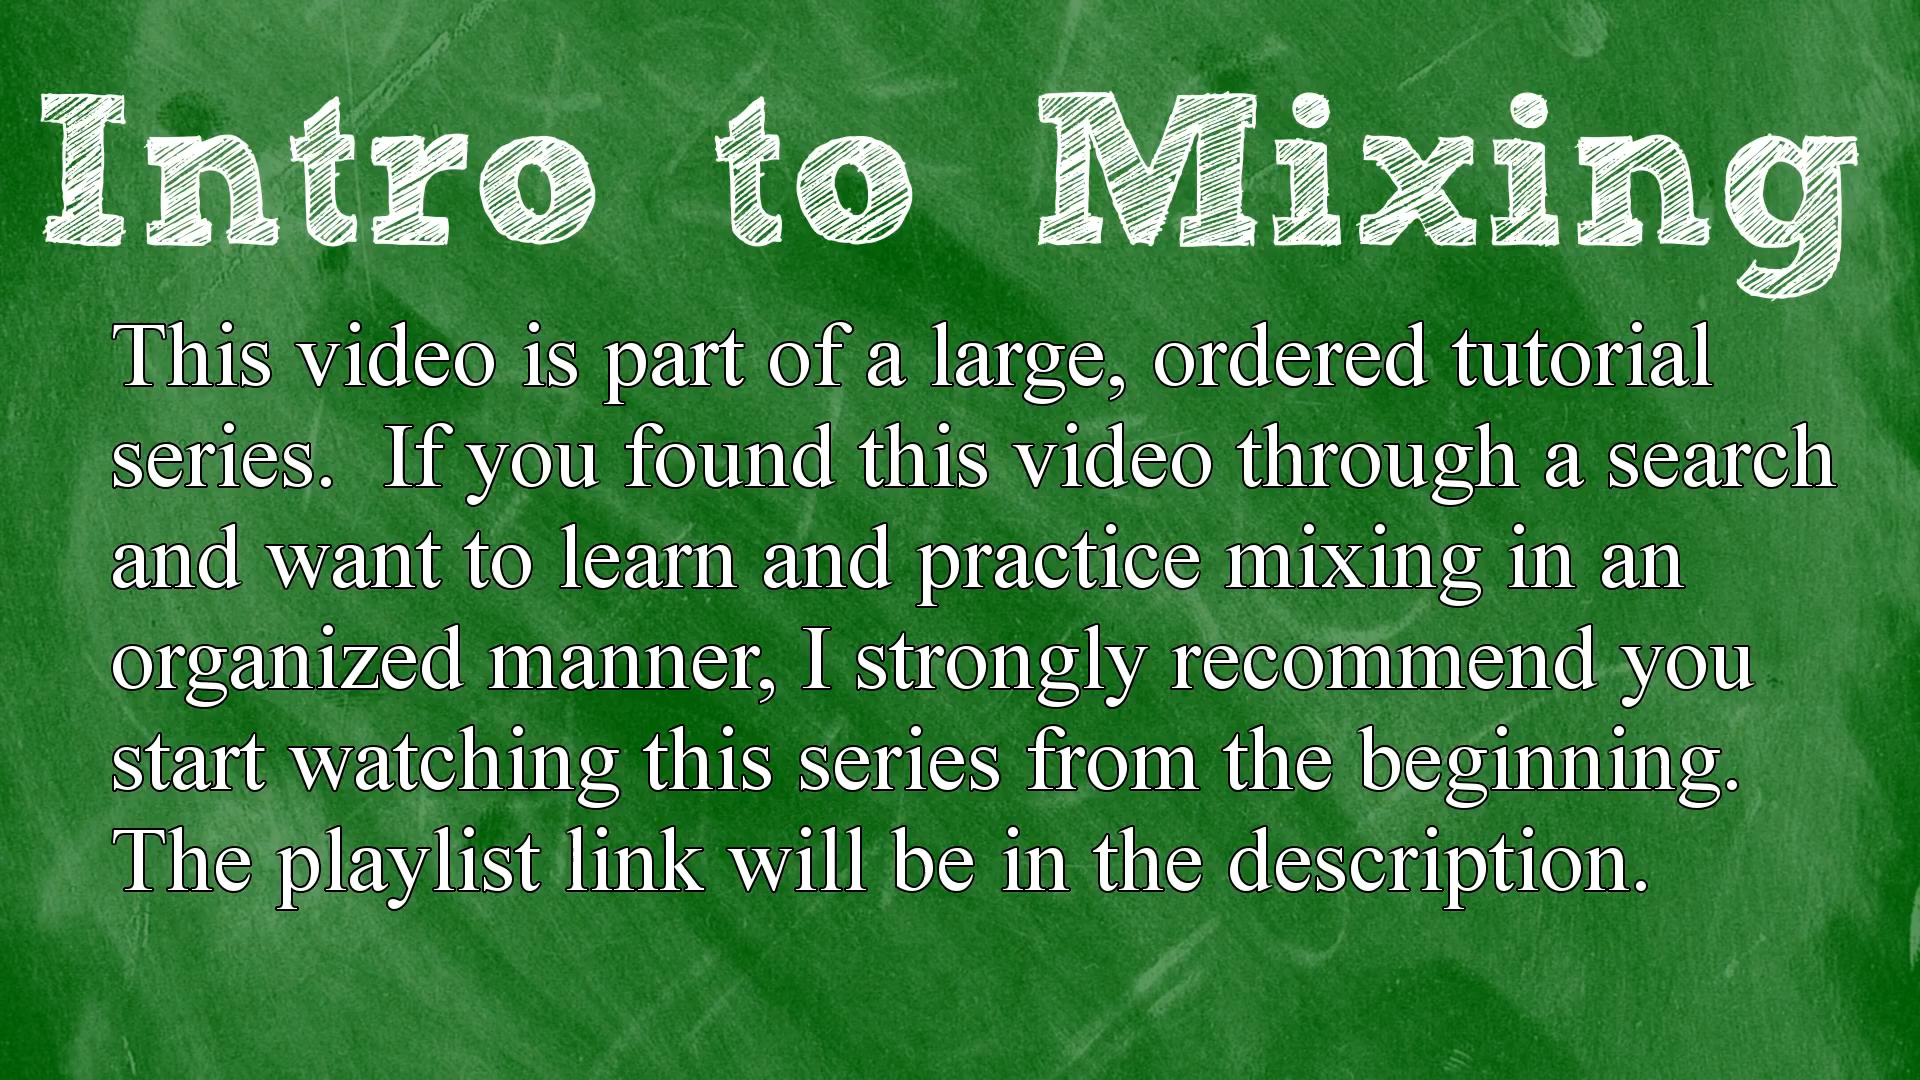 Intro to Mixing
This video is part of a large, ordered tutorial
series.  If you found this video through a search
and want to learn and practice mixing in an
organized manner, I strongly recommend you
start watching this series from the beginning.
The playlist link will be in the description.